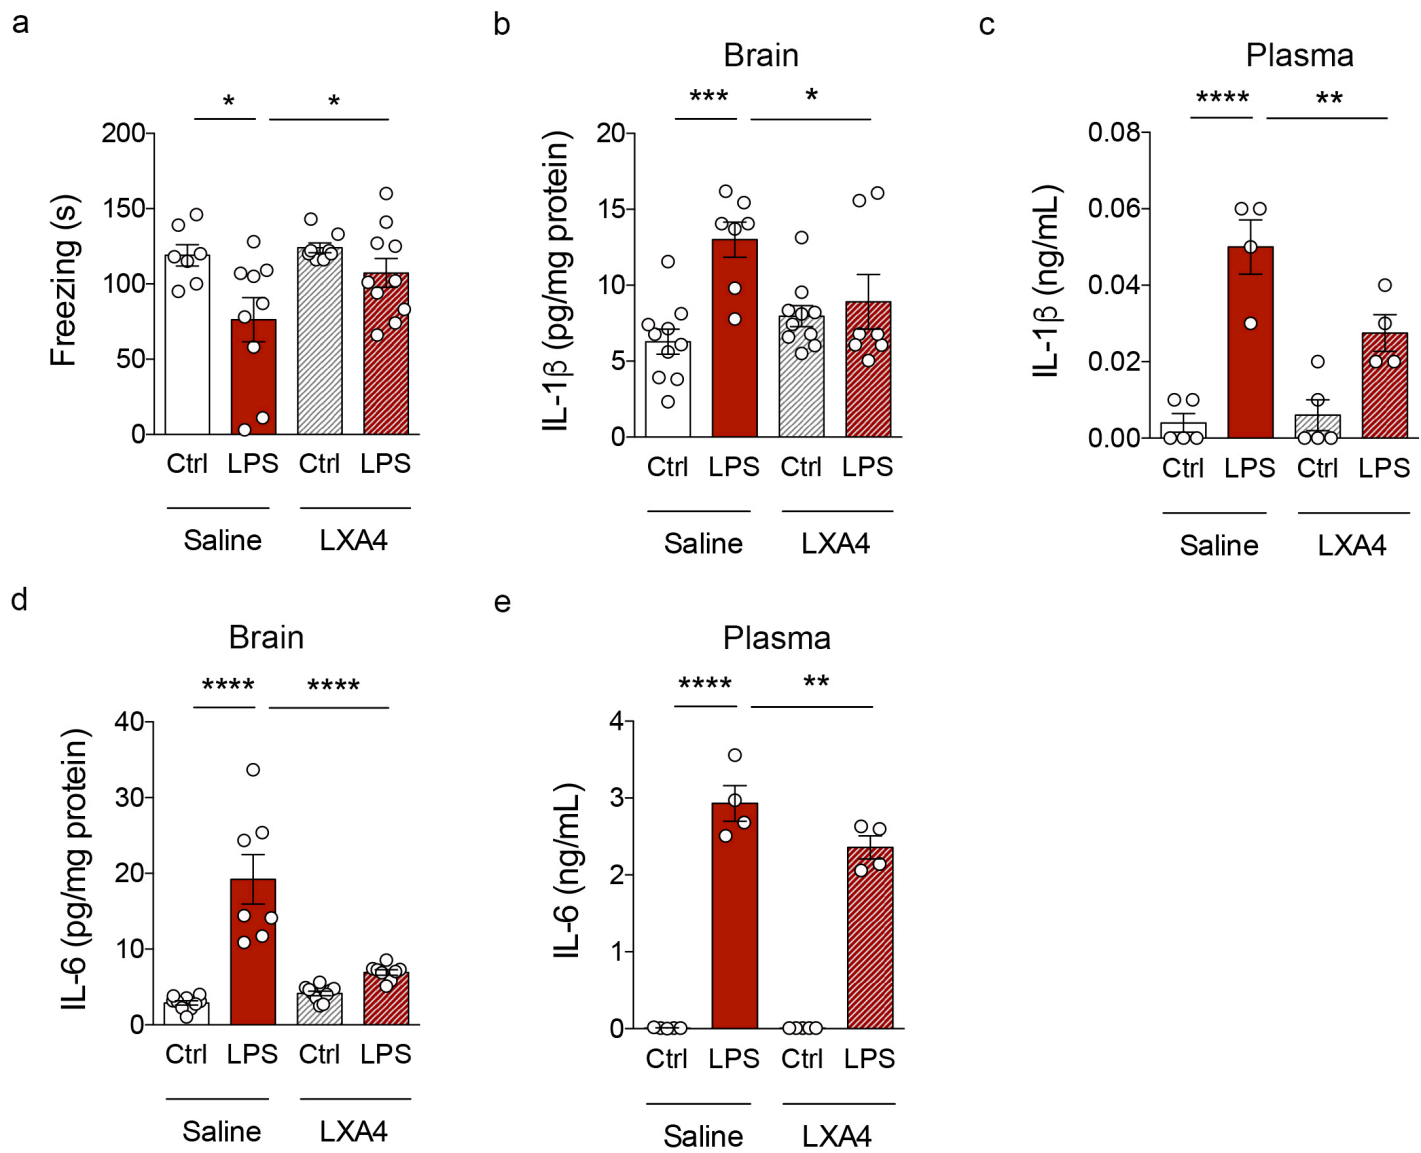 a
* *
200
150
100
50
0
Freezing (s)
Ctrl LPS Ctrl LPS
Saline LXA4
b
Brain
*** *
20
15
10
5
0
IL-1β (pg/mg protein)
Ctrl LPS Ctrl LPS
Saline LXA4
c
Plasma
**** **
0.08
0.06
0.04
0.02
0.00
IL-1β (ng/mL)
Ctrl LPS Ctrl LPS
Saline LXA4
d
Brain
**** ****
40
30
20
10
0
IL-6 (pg/mg protein)
Ctrl LPS Ctrl LPS
Saline LXA4
e
Plasma
**** **
4
3
2
1
0
IL-6 (ng/mL)
Ctrl LPS Ctrl LPS
Saline LXA4